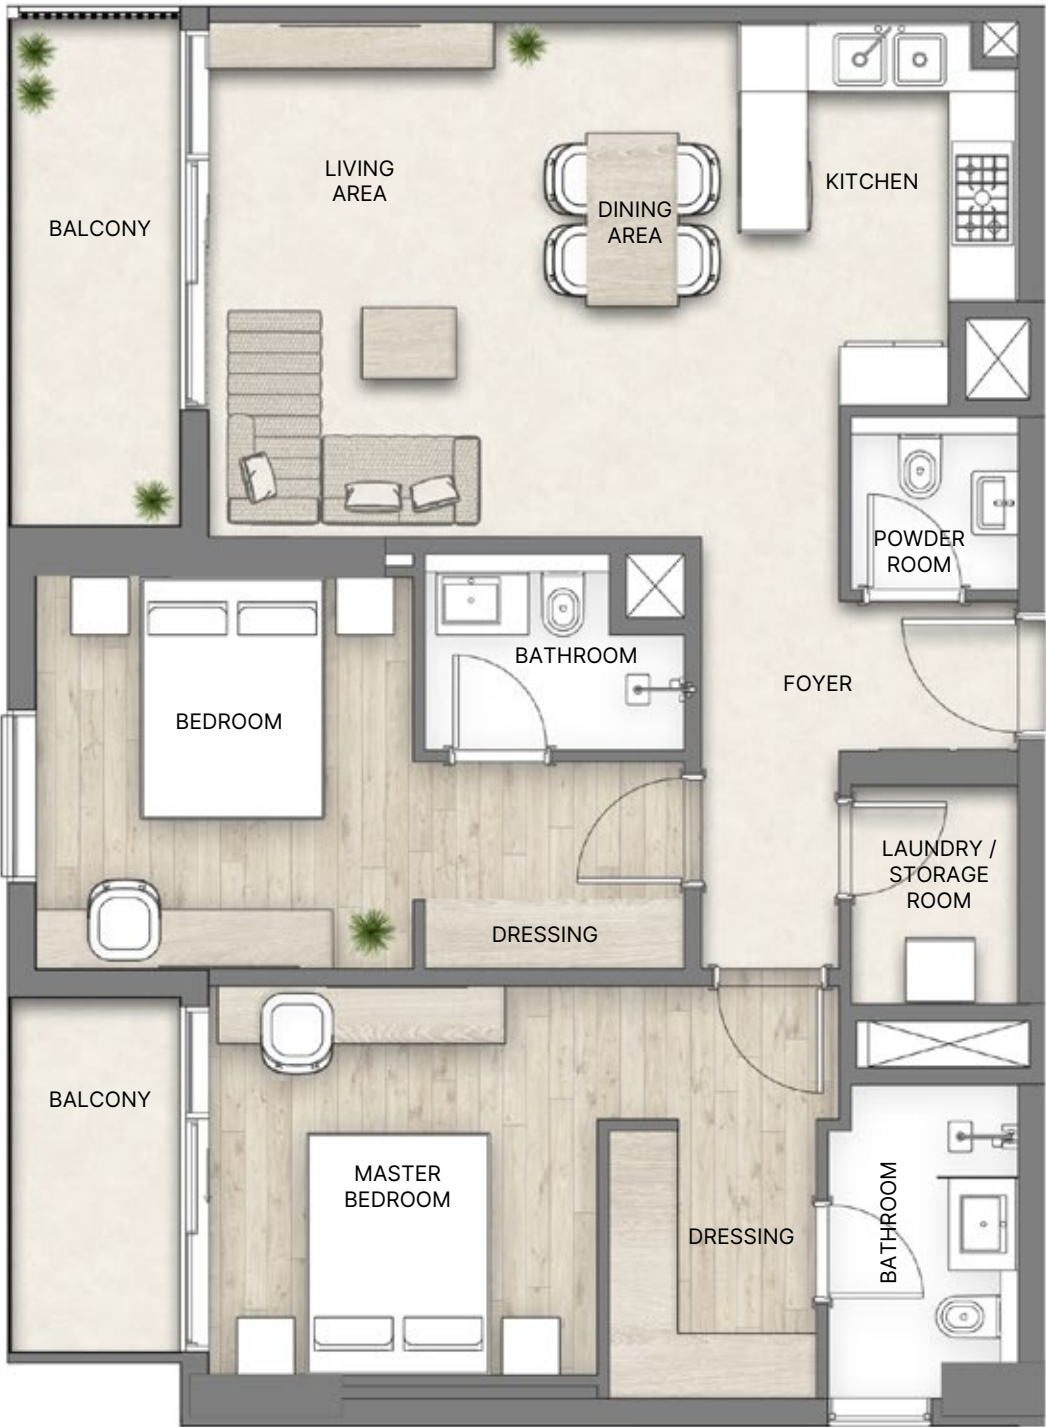 LIVING
AREA
KITCHEN
DINING
AREA
BALCONY
POWDER
ROOM
BATHROOM
FOYER
BEDROOM
LAUNDRY /
STORAGE
ROOM
DRESSING
BALCONY
MASTER
BEDROOM
DRESSING
BATHROOM